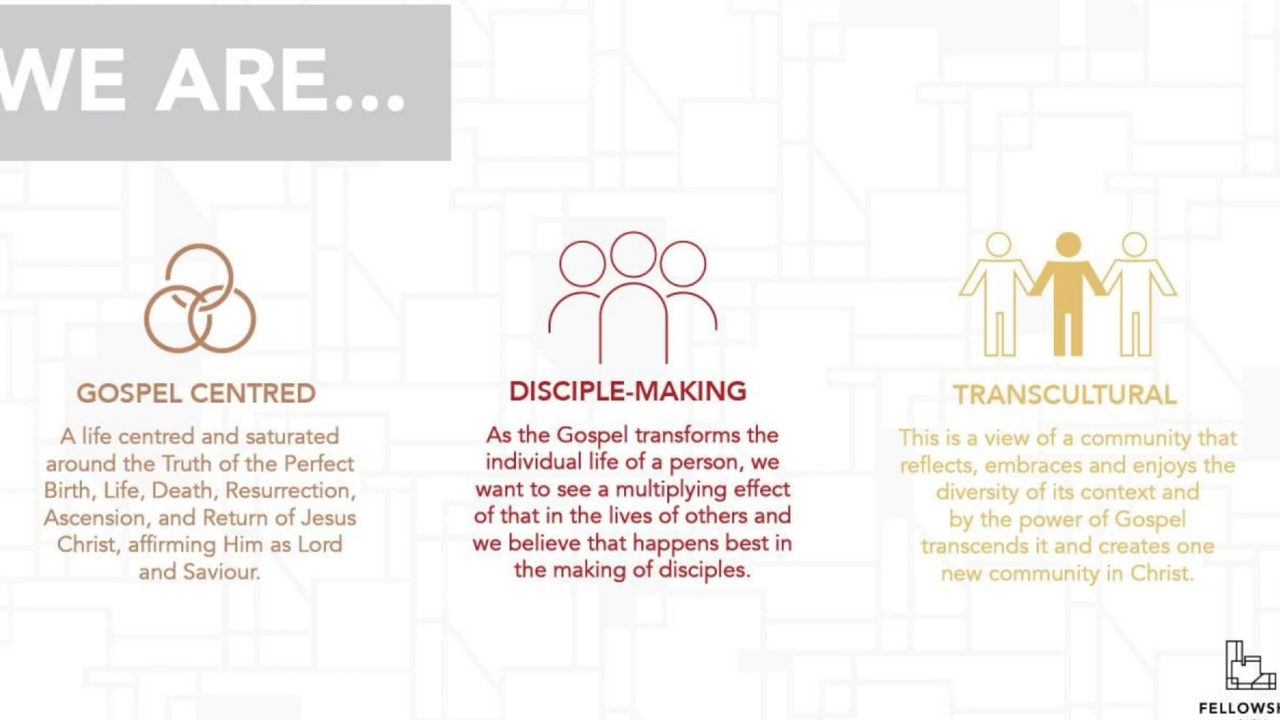 WE ARE...
GOSPEL CENTRED
A life centred and saturated
around the Truth of the Perfect
Birth, Life, Death, Resurrection,
Ascension, and Return of Jesus
Christ, affirming Him as Lord
and Saviour.
DISCIPLE-MAKING
As the Gospel transforms the
individual life of a person, we
want to see a multiplying effect
of that in the lives of others and
we believe that happens best in
the making of disciples.
TRANSCULTURAL
This is a view of a community that
reflects, embraces and enjoys the
diversity of its context and
by the power of Gospel
transcends it and creates one
new community in Christ.
FELLOWSH